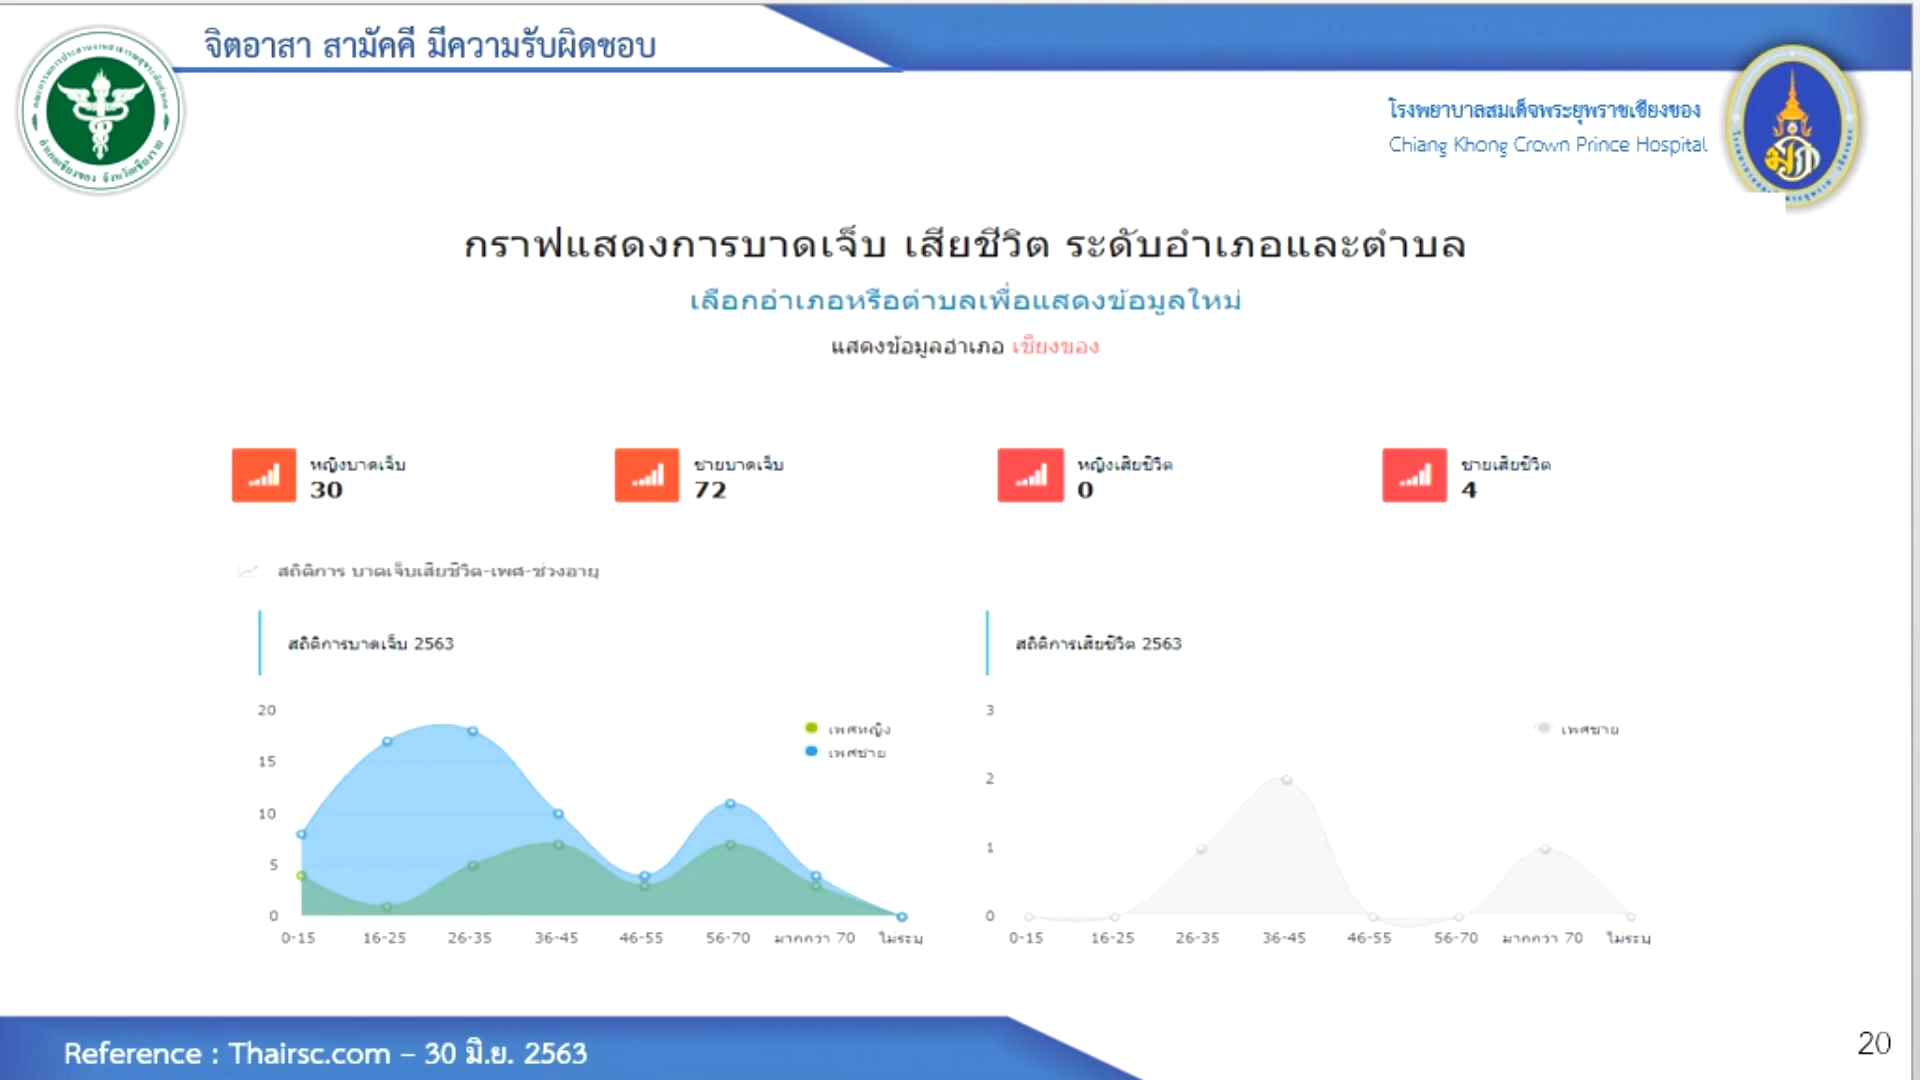 จิตอาสา สามัคคี มีความรับผิดชอบ
โรงพยาบาลสมเด็จพระยุพราชเชียงของ
Chiang Khong Crown Prince Hospital
กราฟแสดงการบาดเจ็บ เสียชีวิต ระดับอำเภอและตำบล
เลือกอำเภอหรือตำบลเพื่อแสดงข้อมูลใหม่
แสดงข้อมูลอำเภอ เชียงของ
หญิงบาดเจ็บ
30
ชายบาดเจ็บ
72
หญิงเสียชีวิต
0
ชายเสียชีวิต
4
สถิติการ บาดเจ็บเสียชีวิต-เพศ-ช่วงอายุ
สถิติการบาดเจ็บ 2563
20
15
10
5
0
เพศหญิง
เพศชาย
0-15 16-25 26-35 36-45 46-55 56-70 มากกว่า 70 ไม่ระบุ
สถิติการเสียชีวิต 2563
3
2
1
0
เพศชาย
0-15 16-25 26-35 36-45 46-55 56-70 มากกว่า 70 ไม่ระบุ
Reference : Thairsc.com – 30 มิ.ย. 2563
20